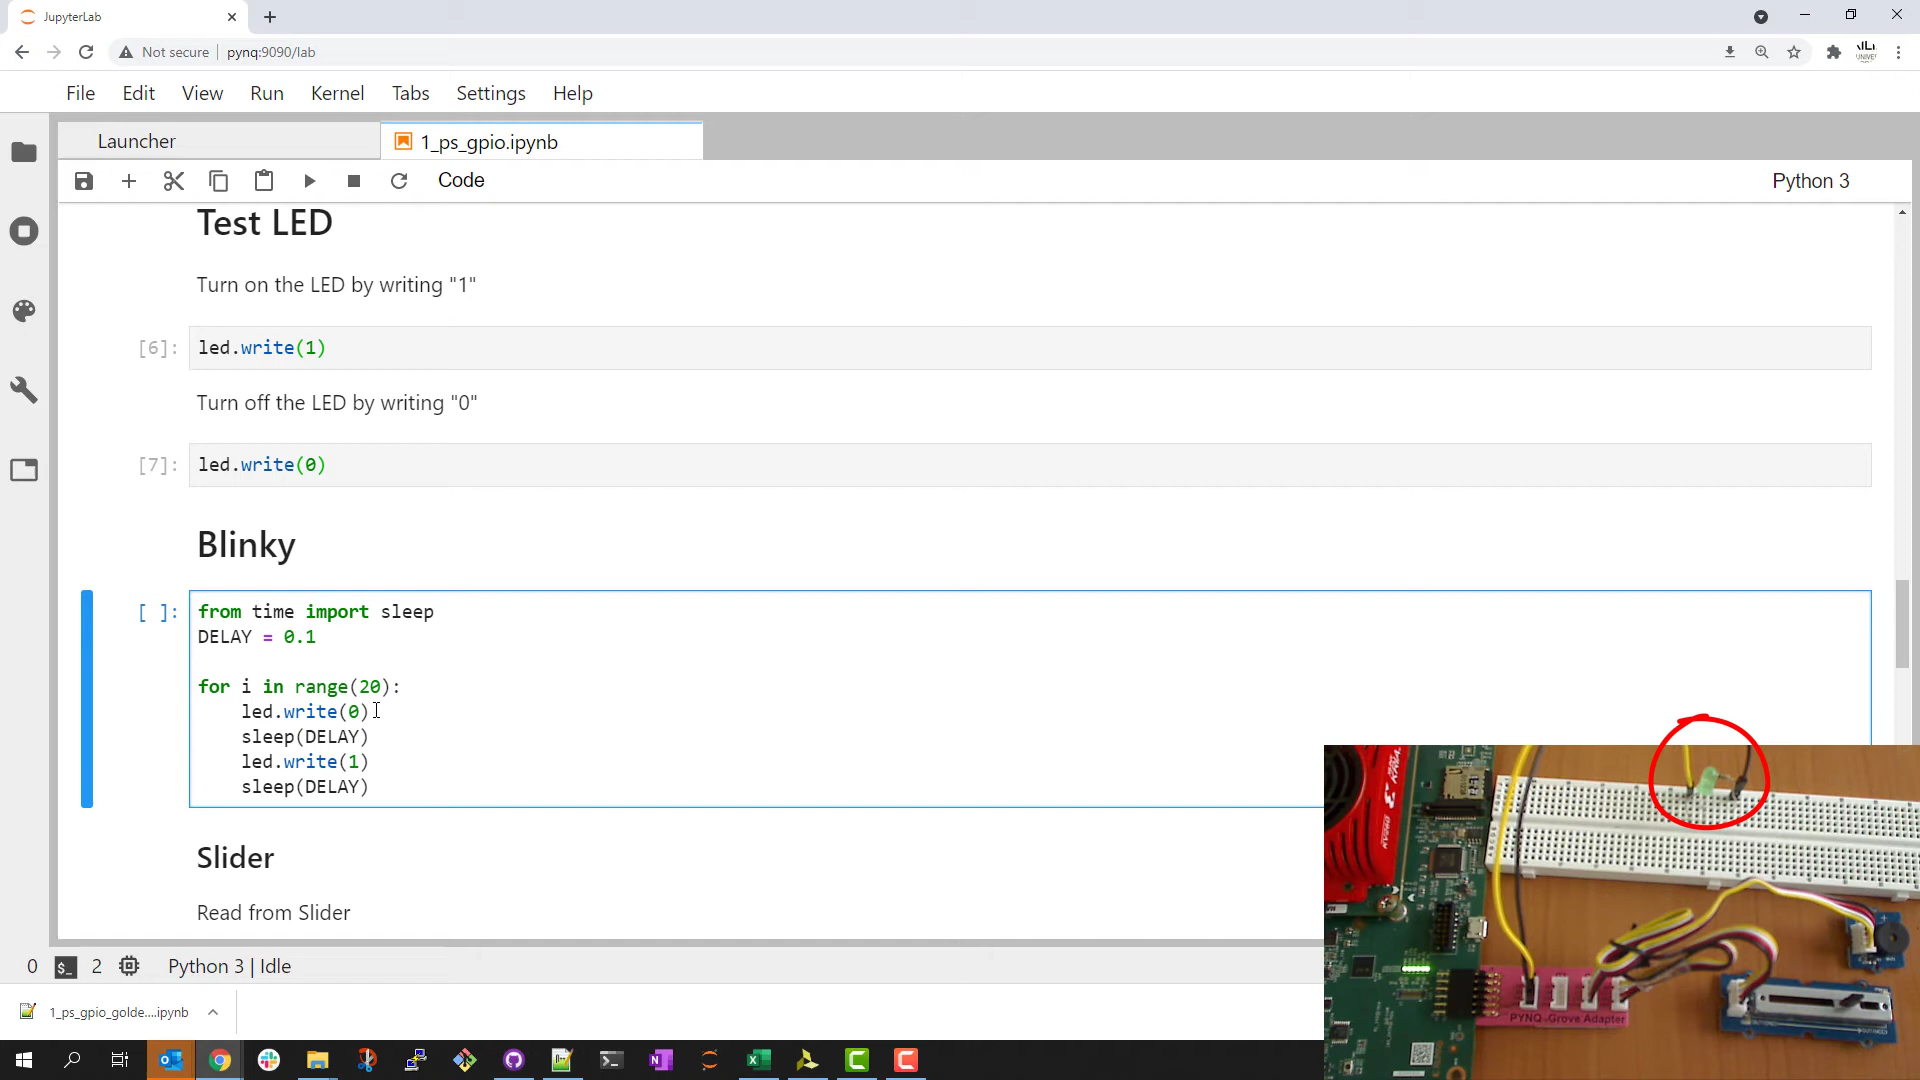 JupyterLab
Not secure | pynq:9090/lab
UNIVER
File Edit View Run Kernel Tabs Settings Help
Launcher
1_ps_gpio.ipynb
Code
Python 3
Test LED
Turn on the LED by writing "1"
[6]: led.write(1)
Turn off the LED by writing "0"
[7]: led.write(0)
Blinky
[ ]: from time import sleep
DELAY = 0.1
for i in range(20):
    led.write(0)
    sleep(DELAY)
    led.write(1)
    sleep(DELAY)
Slider
Read from Slider
KRIA
KV260
PYNQ Grove Adapter
0 2 Python 3 | Idle
1_ps_gpio_golde....ipynb